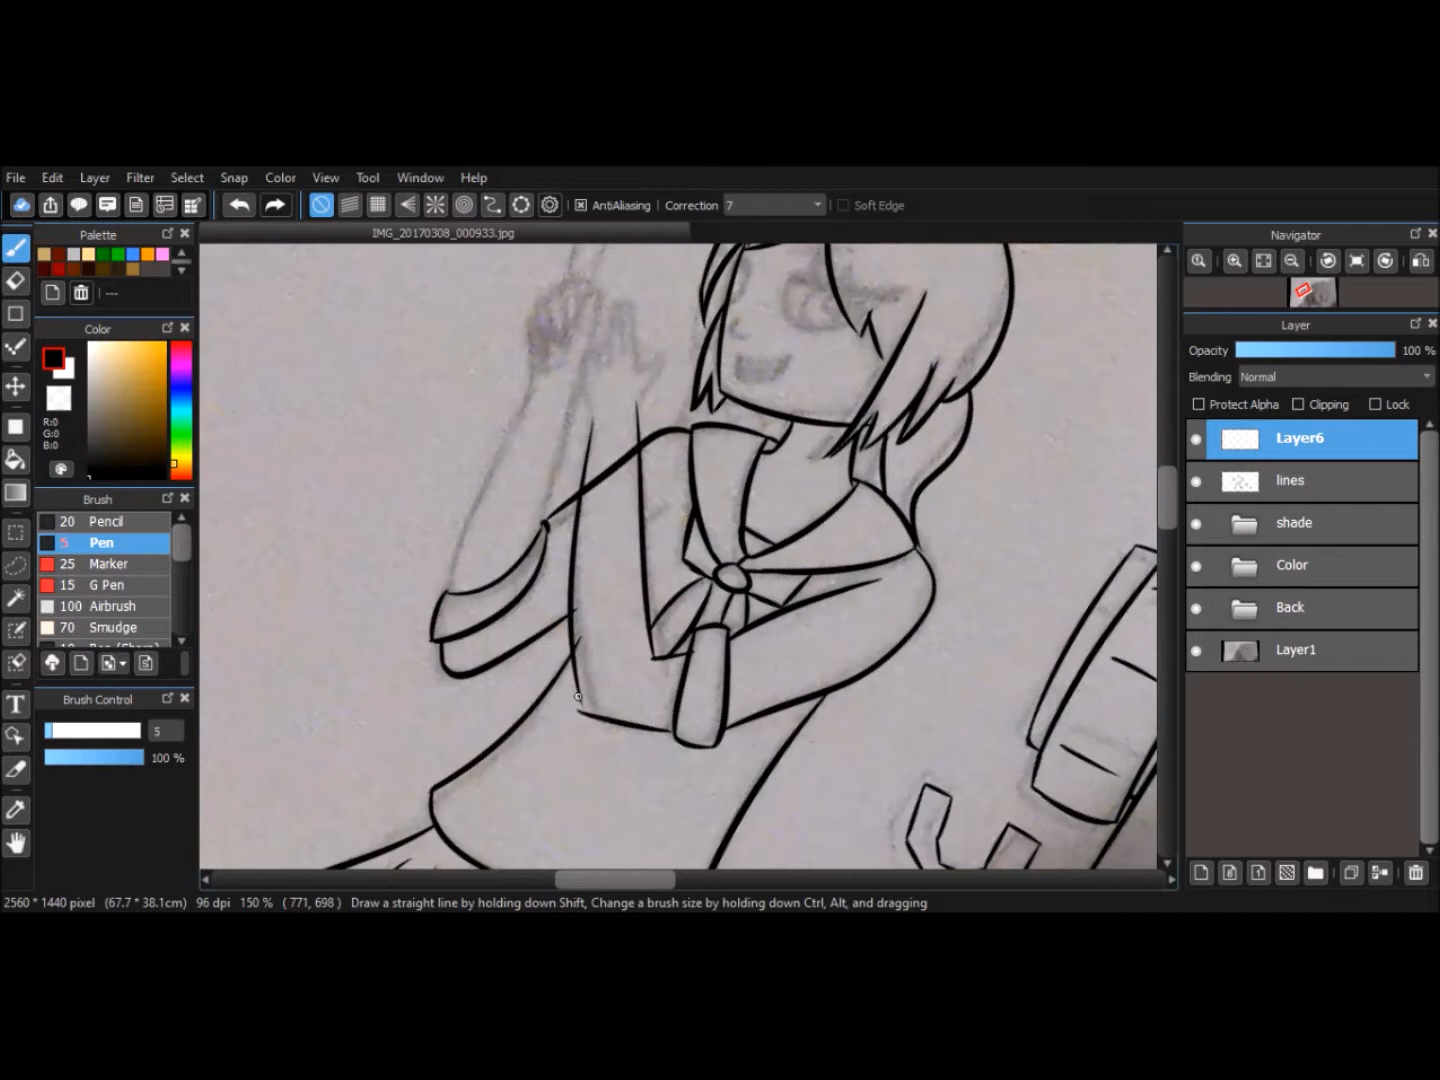 File Edit Layer Filter Select Snap Color View Tool Window Help
AntiAliasing Correction 7 Soft Edge
Palette
IMG_20170308_000933.jpg
Navigator
---
Color
R:0
G:0
B:0
Brush
20 Pencil
5 Pen
25 Marker
15 G Pen
100 Airbrush
70 Smudge
Brush Control
5
100 %
Layer
Opacity 100 %
Blending Normal
Protect Alpha Clipping Lock
Layer6
lines
shade
Color
Back
Layer1
2560 * 1440 pixel (67.7 * 38.1cm) 96 dpi 150 % ( 771, 698 ) Draw a straight line by holding down Shift, Change a brush size by holding down Ctrl, Alt, and dragging